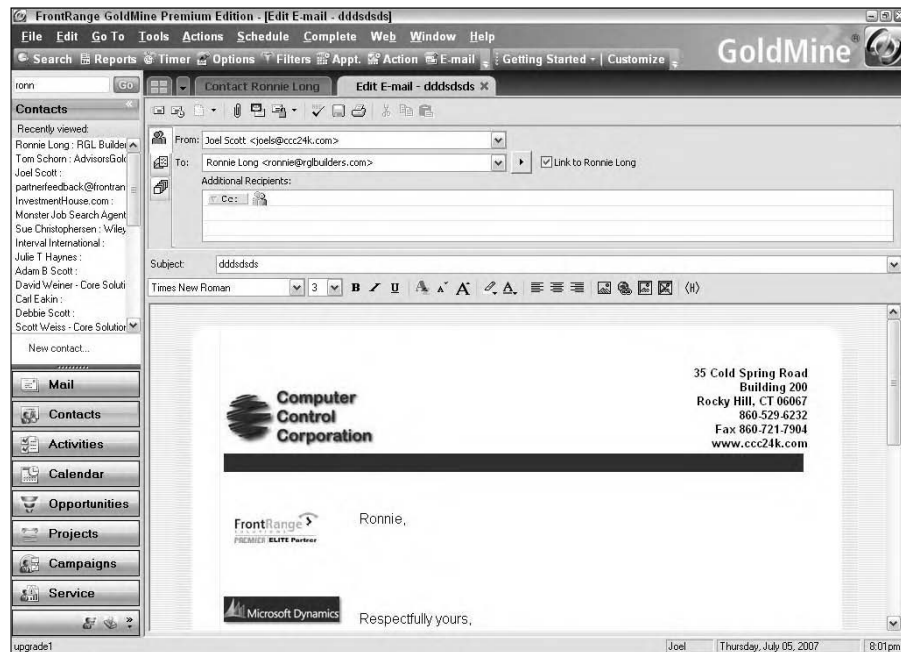 FrontRange GoldMine Premium Edition - [Edit E-mail - dddsdsds]
File Edit Go To Tools Actions Schedule Complete Web Window Help
Search Reports Timer Options Filters Appt. Action E-mail Getting Started Customize
GoldMine
ronn Go
Contact Ronnie Long
Edit E-mail - dddsdsds
Contacts
Recently viewed:
Ronnie Long : RGL Builder
Tom Schorn : AdvisorsGold
Joel Scott :
partnerfeedback@frontran
InvestmentHouse.com :
Monster Job Search Agent
Sue Christophersen : Wiley
Interval International :
Julie T Haynes :
Adam B Scott :
David Weiner - Core Soluti
Carl Eakin :
Debbie Scott :
Scott Weiss - Core Solution
New contact...
Mail
Contacts
Activities
Calendar
Opportunities
Projects
Campaigns
Service
From: Joel Scott <joels@ccc24k.com>
To: Ronnie Long <ronnie@rglbuilders.com> Link to Ronnie Long
Additional Recipients:
Cc:
Subject: dddsdsds
Times New Roman 3 B I U A A A A <H>
Computer
Control
Corporation
35 Cold Spring Road
Building 200
Rocky Hill, CT 06067
860-529-6232
Fax 860-721-7904
www.ccc24k.com
FrontRange
SOLUTIONS
PREMIER ELITE Partner
Ronnie,
Microsoft Dynamics
Respectfully yours,
upgrade1 Joel Thursday, July 05, 2007 8:01pm